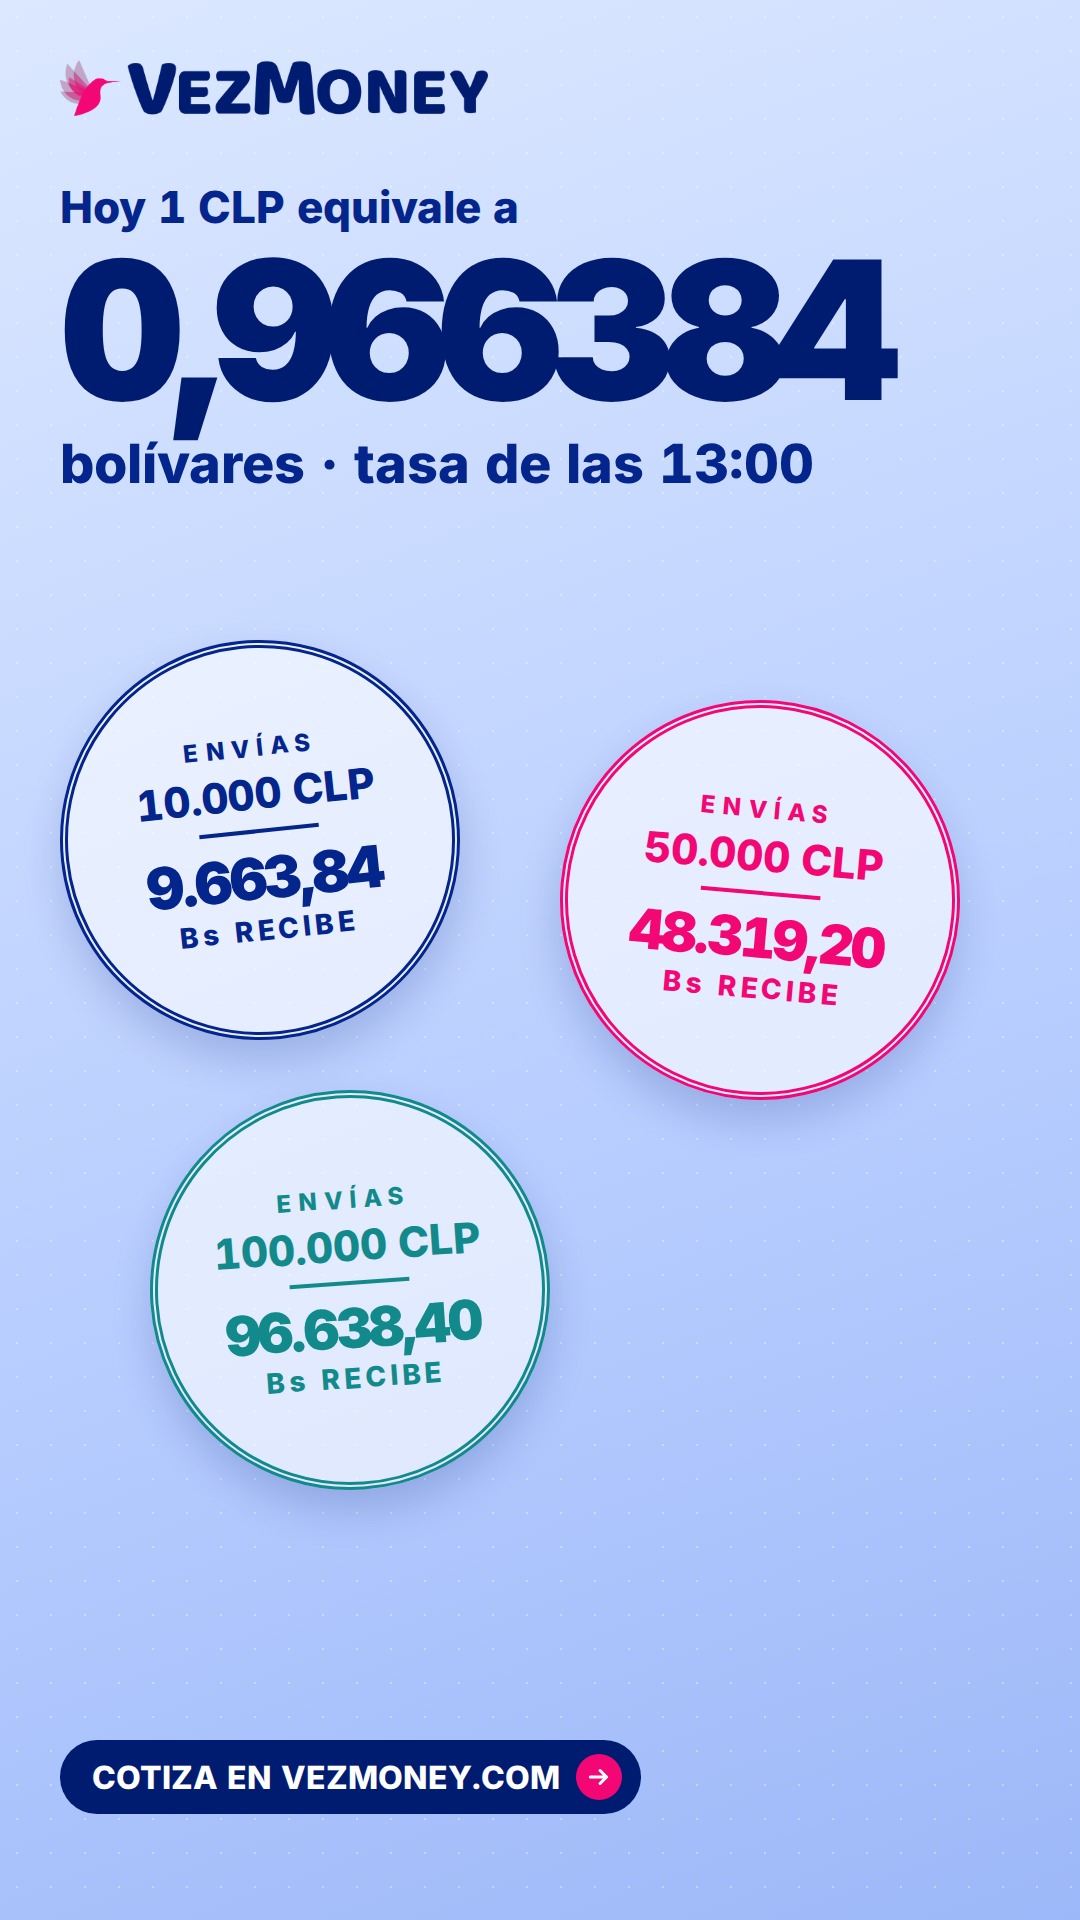 VEZMONEY
Hoy 1 CLP equivale a
0,966384
bolívares · tasa de las 13:00
ENVÍAS
10.000 CLP
9.663,84
Bs RECIBE
ENVÍAS
50.000 CLP
48.319,20
Bs RECIBE
ENVÍAS
100.000 CLP
96.638,40
Bs RECIBE
COTIZA EN VEZMONEY.COM